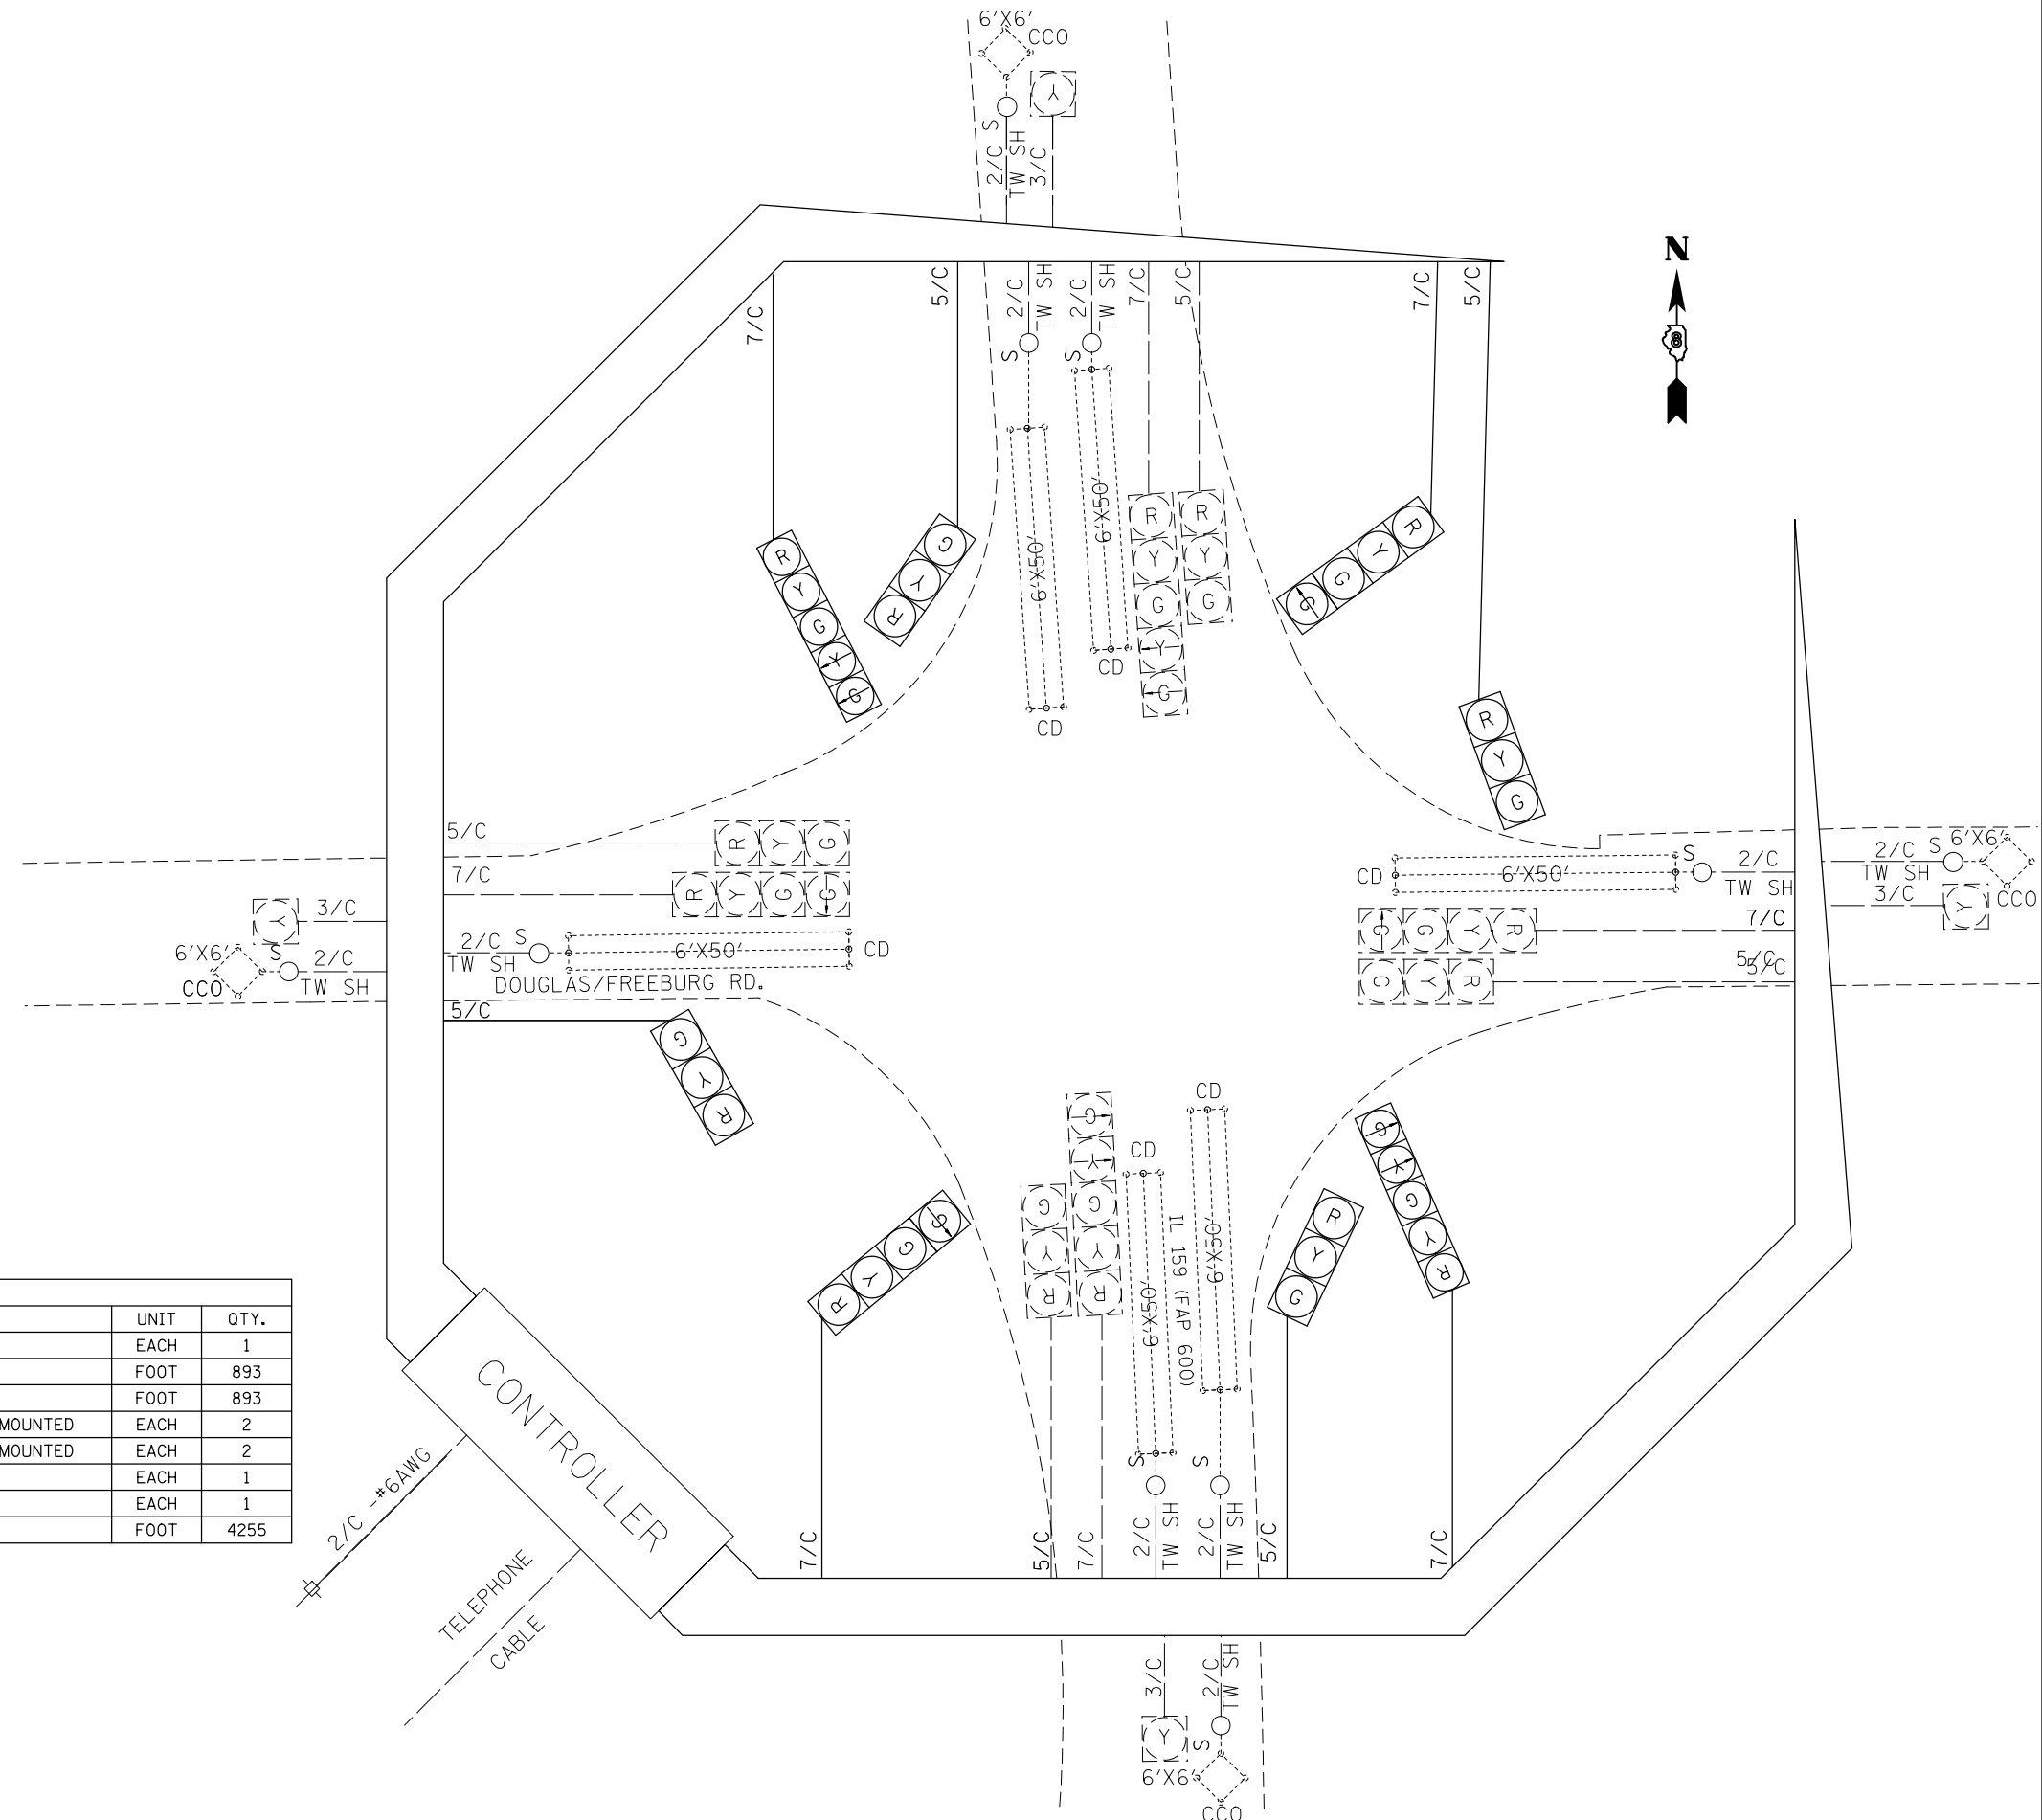 6'X6'
CCO
Y
2/C S
TW SH
3/C
N
8
7/C
5/C
2/C
TW SH
2/C
TW SH
7/C
5/C
7/C
5/C
S
S
R
Y
G
Y
G
G
Y
R
6'X50'
6'X50'
R
Y
G
Y
G
R
Y
G
R
Y
G
G
CD
CD
R
Y
G
5/C
R Y G
7/C
R Y G G
3/C
Y
6'X6'
S
2/C
TW SH
CCO
2/C S
TW SH
6'X50'
CD
DOUGLAS/FREEBURG RD.
5/C
CD
6'X50'
S
2/C
TW SH
G G Y R
7/C
G Y R
5/C
5/C
2/C S
TW SH
6'X6'
3/C
Y
CCO
G
Y
R
G
Y
G
Y
R
G
Y
R
G
Y
G
Y
R
CD
CD
6'X50'
IL 159 (FAP 600)
6'X50'
R
Y
G
G
Y
G
Y
R
UNIT QTY.
EACH 1
FOOT 893
FOOT 893
MOUNTED EACH 2
MOUNTED EACH 2
EACH 1
EACH 1
FOOT 4255
CONTROLLER
2/C -#6AWG
TELEPHONE
CABLE
S
S
7/C
5/C
7/C
2/C
TW SH
2/C
TW SH
5/C
7/C
3/C
2/C
TW SH
Y
S
6'X6'
CCO